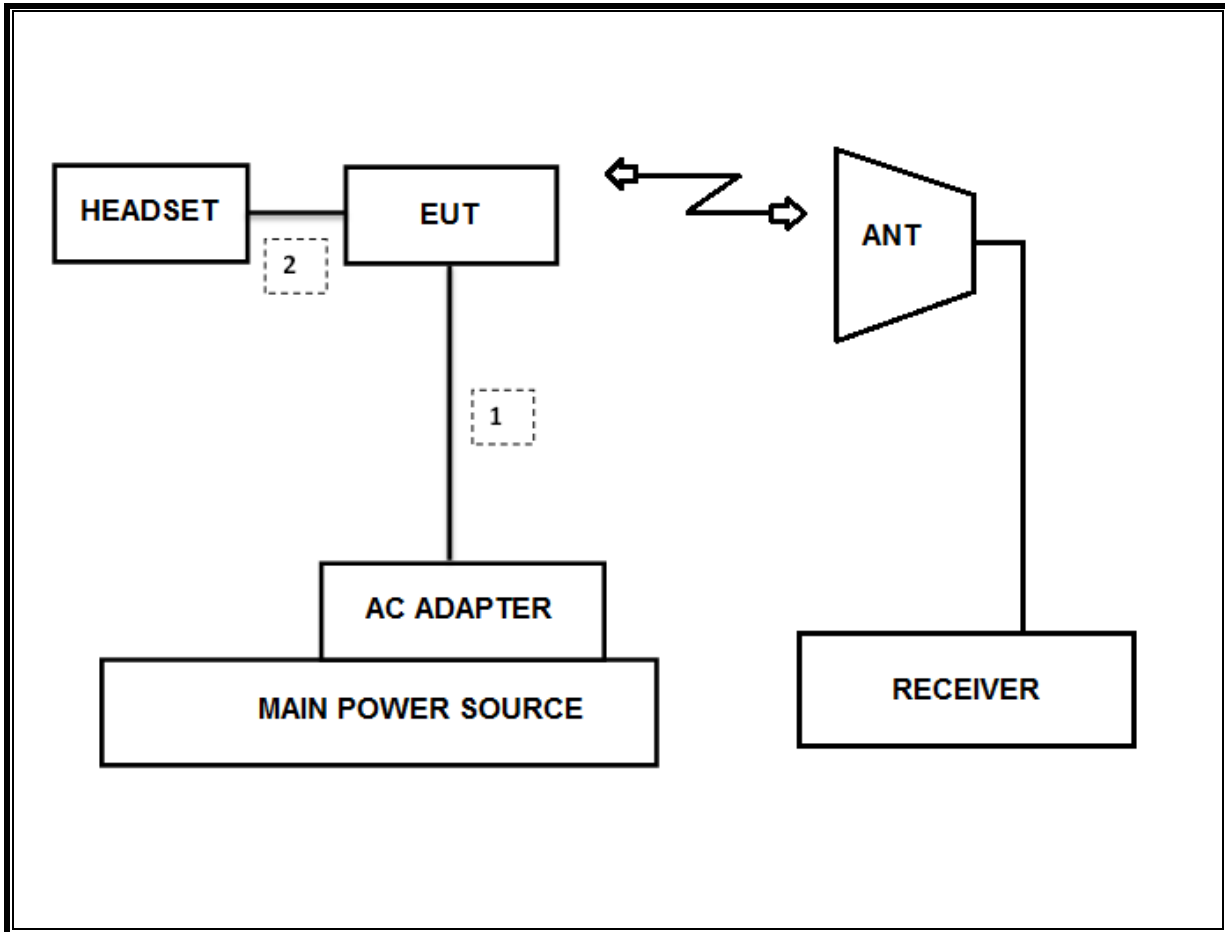 HEADSET
EUT
ANT
2
1
AC ADAPTER
MAIN POWER SOURCE
RECEIVER